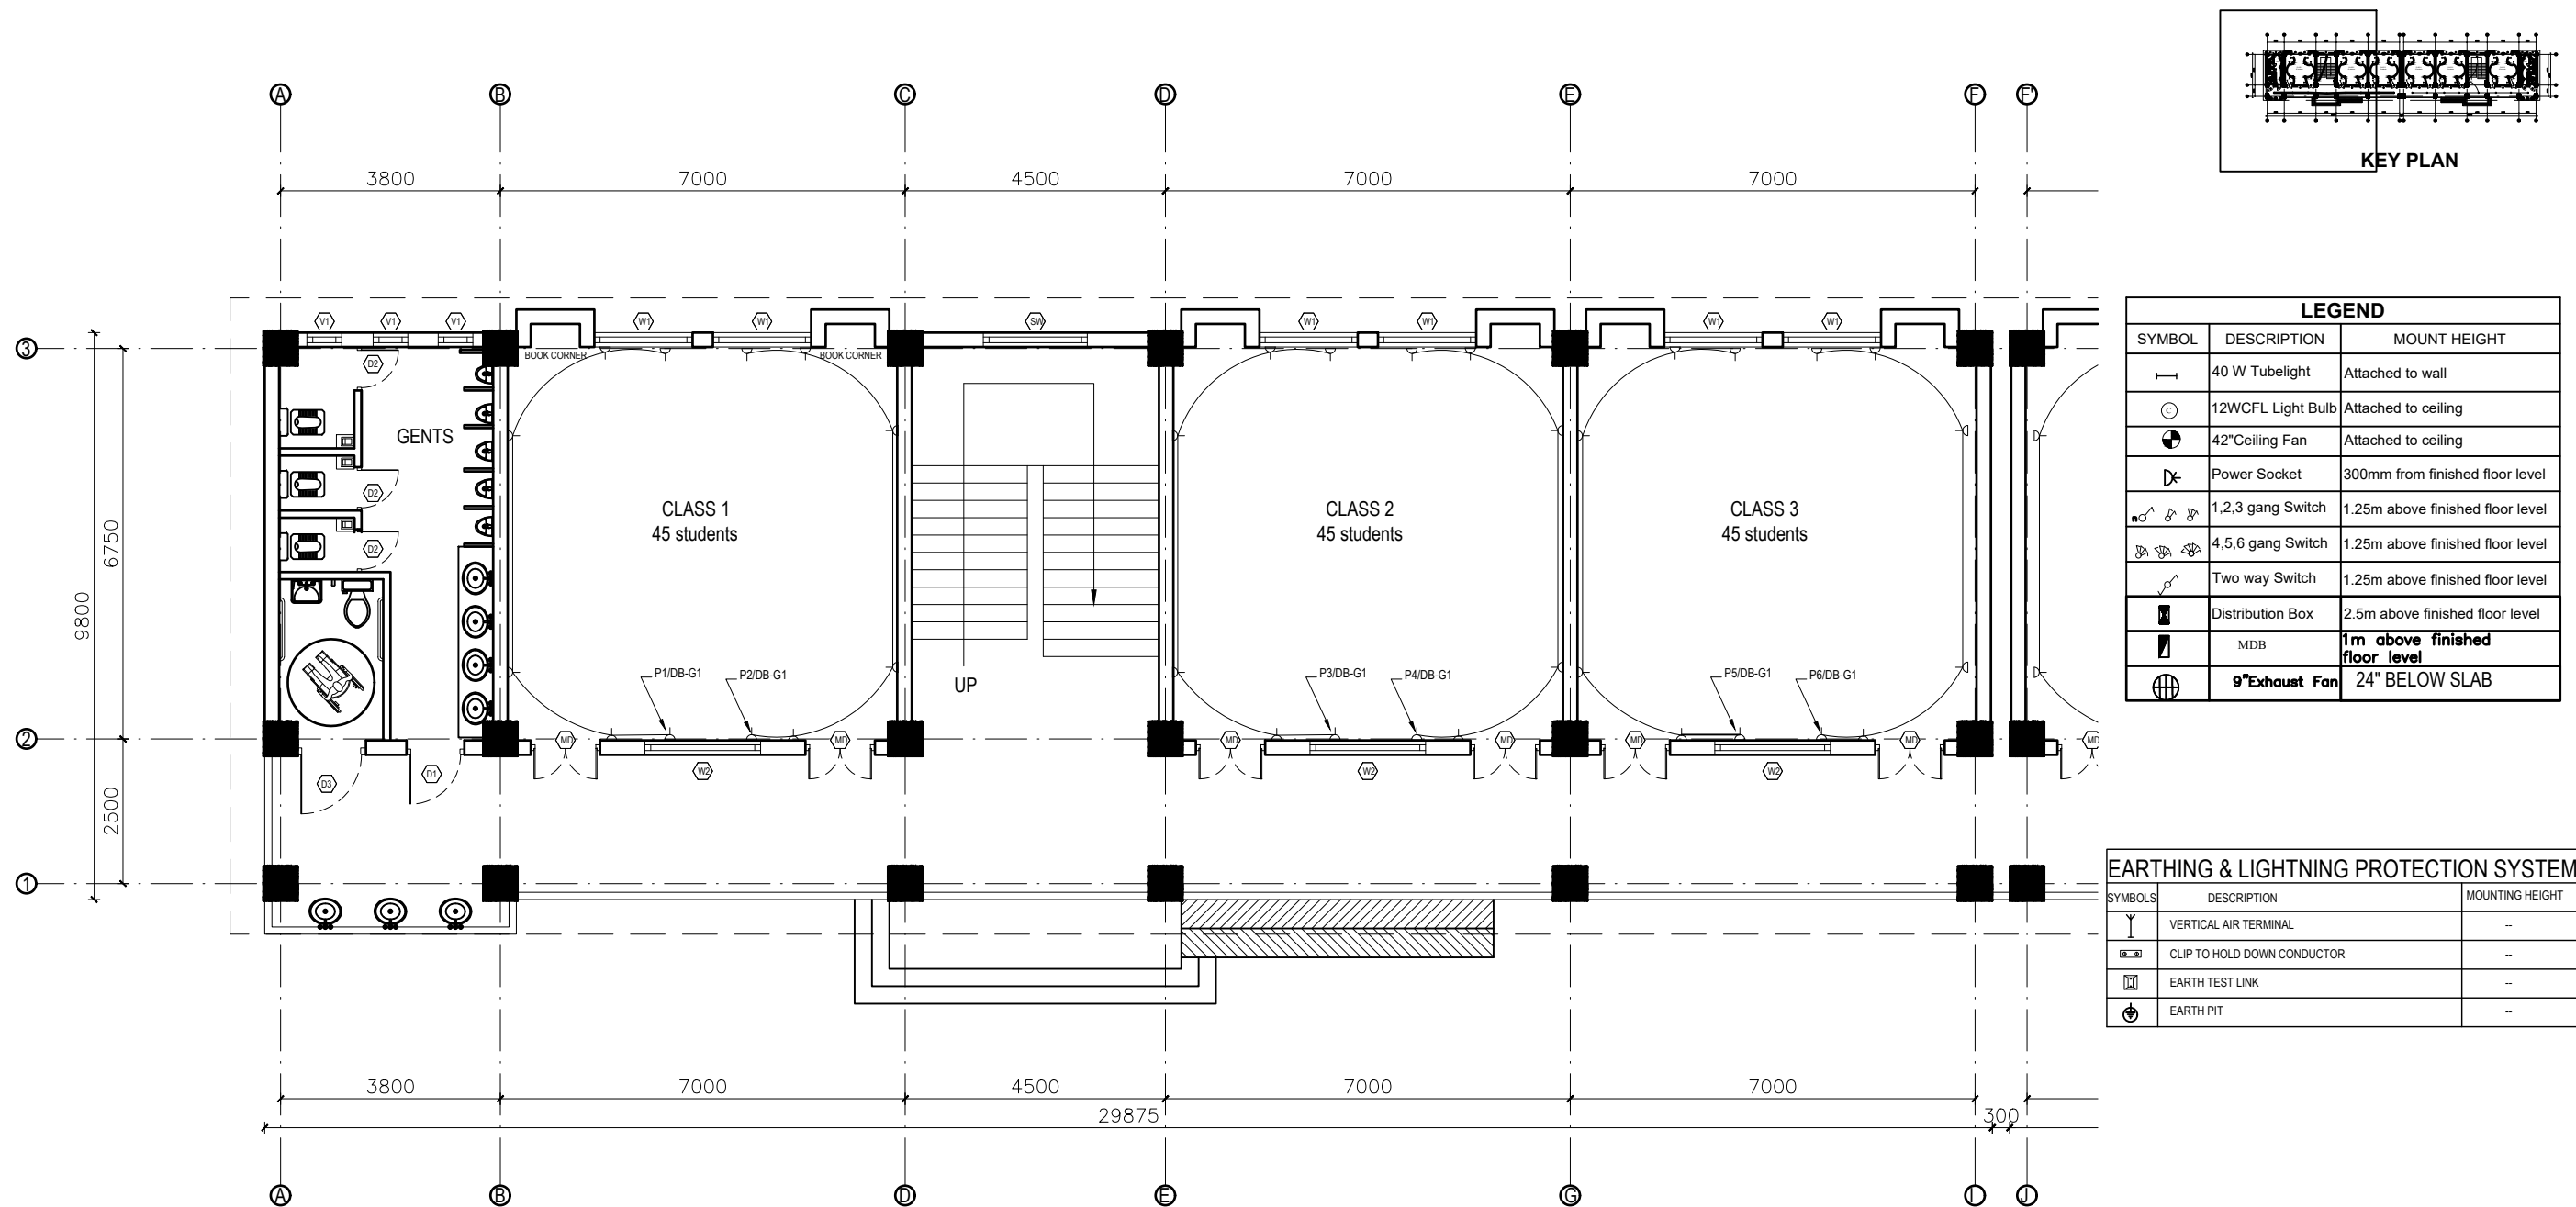 KEY PLAN
A B C D E F F'
3800 7000 4500 7000 7000
3
V1 V1 V1 W1 W1 SW W1 W1 W1 W1
BOOK CORNER BOOK CORNER
D2
GENTS
D2
D2
CLASS 1
45 students
CLASS 2
45 students
CLASS 3
45 students
6750
9800
2500
P1/DB-G1 P2/DB-G1 P3/DB-G1 P4/DB-G1 P5/DB-G1 P6/DB-G1
UP
2
MD MD MD MD MD MD MD
D3 D1 W2 W2 W2
1
3800 7000 4500 7000 7000
29875 300
A B D E G I J
LEGEND
SYMBOL DESCRIPTION MOUNT HEIGHT
40 W Tubelight Attached to wall
C 12WCFL Light Bulb Attached to ceiling
42"Ceiling Fan Attached to ceiling
Power Socket 300mm from finished floor level
1,2,3 gang Switch 1.25m above finished floor level
4,5,6 gang Switch 1.25m above finished floor level
Two way Switch 1.25m above finished floor level
Distribution Box 2.5m above finished floor level
MDB 1m above finished
floor level
9"Exhaust Fan 24" BELOW SLAB
EARTHING & LIGHTNING PROTECTION SYSTEM
SYMBOLS DESCRIPTION MOUNTING HEIGHT
VERTICAL AIR TERMINAL --
CLIP TO HOLD DOWN CONDUCTOR --
EARTH TEST LINK --
EARTH PIT --